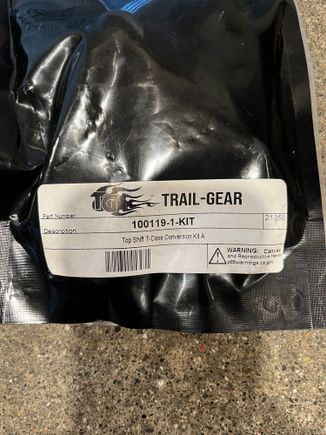 TG
TRAIL-GEAR
Part Number
100119-1-KIT
21350
Description:
Top Shift T-Case Conversion Kit A
WARNING: Cancer
and Reproductive Harm
p65warnings.ca.gov